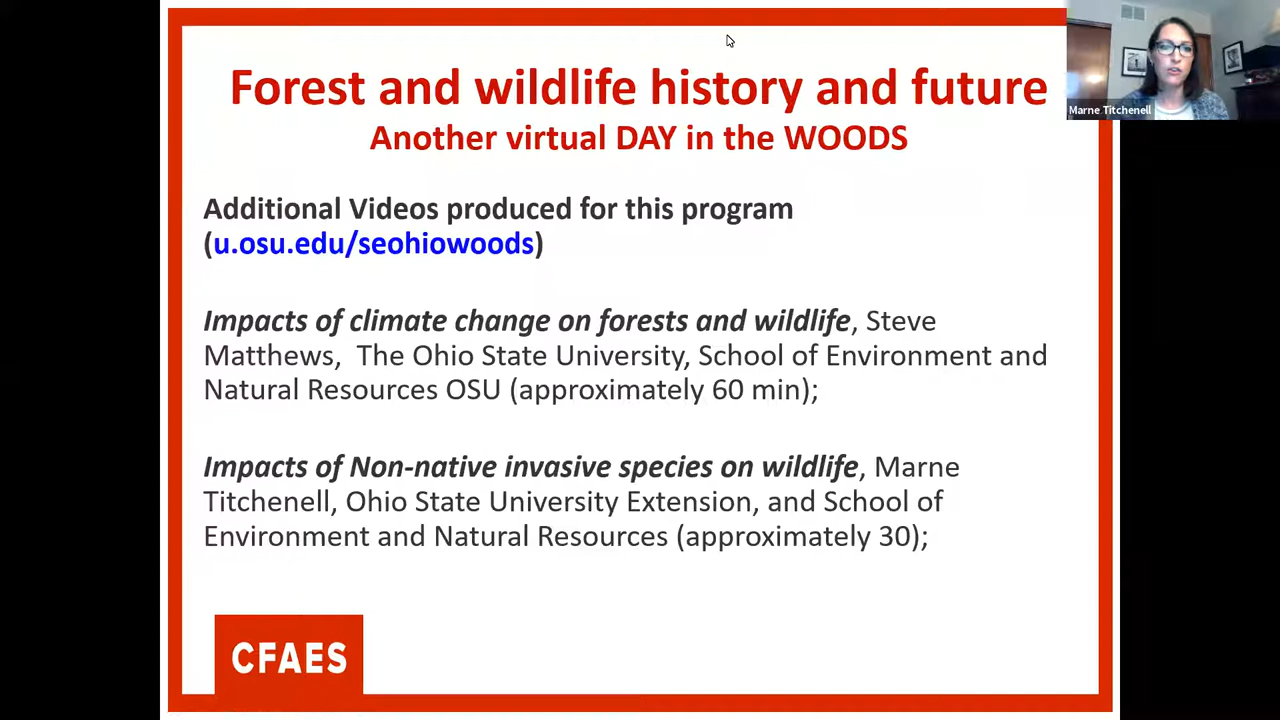 Forest and wildlife history and future
Another virtual DAY in the WOODS
Marne Titchenell
Additional Videos produced for this program
(u.osu.edu/seohiowoods)
Impacts of climate change on forests and wildlife, Steve
Matthews,  The Ohio State University, School of Environment and
Natural Resources OSU (approximately 60 min);
Impacts of Non-native invasive species on wildlife, Marne
Titchenell, Ohio State University Extension, and School of
Environment and Natural Resources (approximately 30);
CFAES